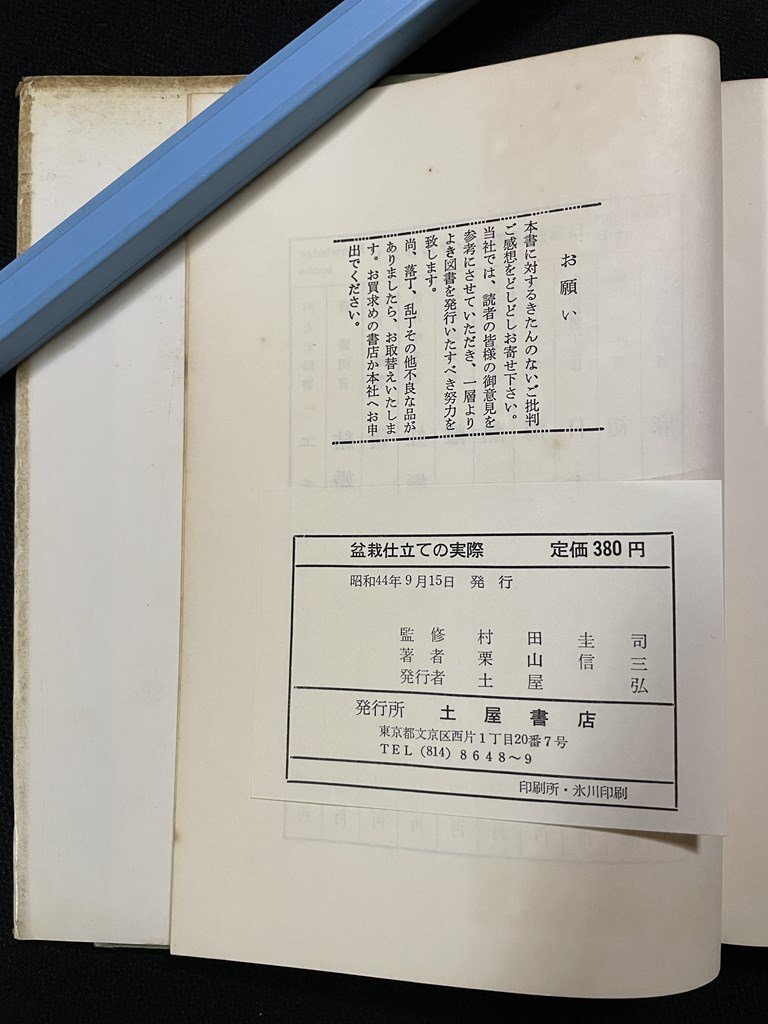 お願い
本書に対するきたんのないご批判
ご感想をどしどしお寄せ下さい。
当社では、読者の皆様の御意見を
参考にさせていただき、一層より
よき図書を発行いたすべき努力を
致します。
尚、落丁、乱丁その他不良な品が
ありましたら、お取替えいたしま
す。お買求めの書店か本社へお申
出でください。
盆栽仕立ての実際 定価380円
昭和44年9月15日 発行
監修 村田圭司
著者 栗山信三
発行者 土屋弘
発行所 土屋書店
東京都文京区西片1丁目20番7号
TEL (814) 8648〜9
印刷所・氷川印刷